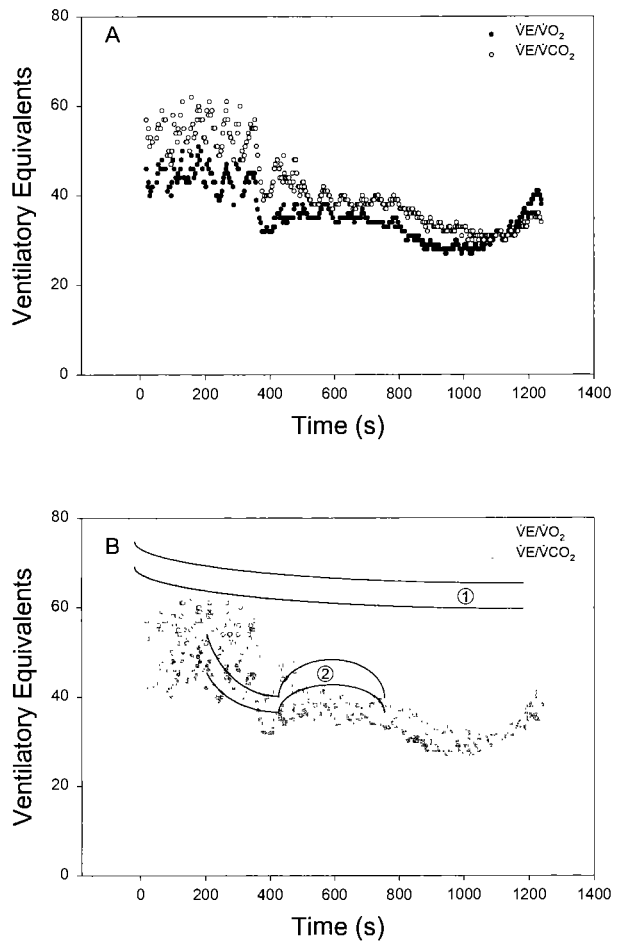 A
V̇E/V̇O₂
V̇E/V̇CO₂
80
60
40
20
0
Ventilatory Equivalents
0 200 400 600 800 1000 1200 1400
Time (s)
B
V̇E/V̇O₂
V̇E/V̇CO₂
80
60
40
20
0
①
②
Ventilatory Equivalents
0 200 400 600 800 1000 1200 1400
Time (s)